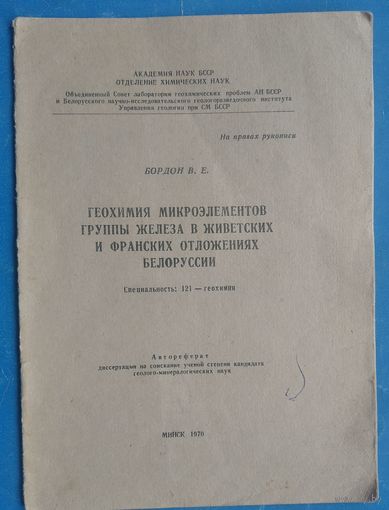 АКАДЕМИЯ НАУК БССР
ОТДЕЛЕНИЕ ХИМИЧЕСКИХ НАУК
Объединенный Совет лаборатории геохимических проблем АН БССР
и Белорусского научно-исследовательского геологоразведочного института
Управления геологии при СМ БССР
На правах рукописи
БОРДОН В. Е.
ГЕОХИМИЯ МИКРОЭЛЕМЕНТОВ
ГРУППЫ ЖЕЛЕЗА В ЖИВЕТСКИХ
И ФРАНСКИХ ОТЛОЖЕНИЯХ
БЕЛОРУССИИ
Специальность: 121 — геохимия
Автореферат
диссертации на соискание ученой степени кандидата
геолого-минералогических наук
МИНСК 1970